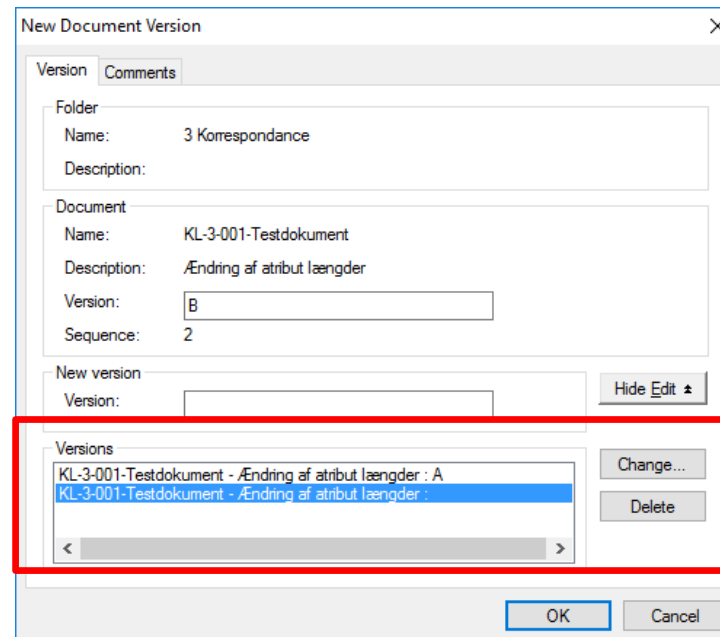 New Document Version
Version Comments
Folder
Name: 3 Korrespondance
Description:
Document
Name: KL-3-001-Testdokument
Description: Ændring af atribut længder
Version: B
Sequence: 2
New version
Version:
Hide Edit
Versions
KL-3-001-Testdokument - Ændring af atribut længder : A
KL-3-001-Testdokument - Ændring af atribut længder :
Change...
Delete
OK Cancel